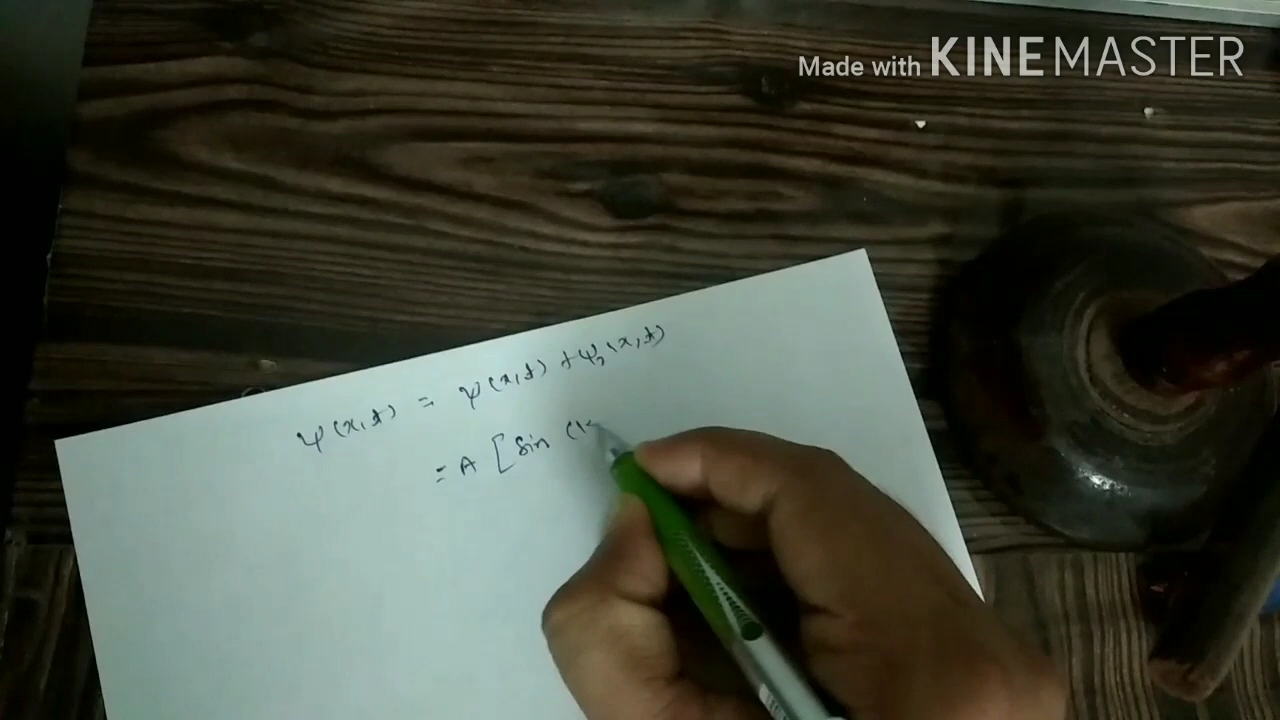 Made with KINEMASTER
ψ(x,t) = ψ(x,t) + ψ₂(x,t)
= A [ Sin (k